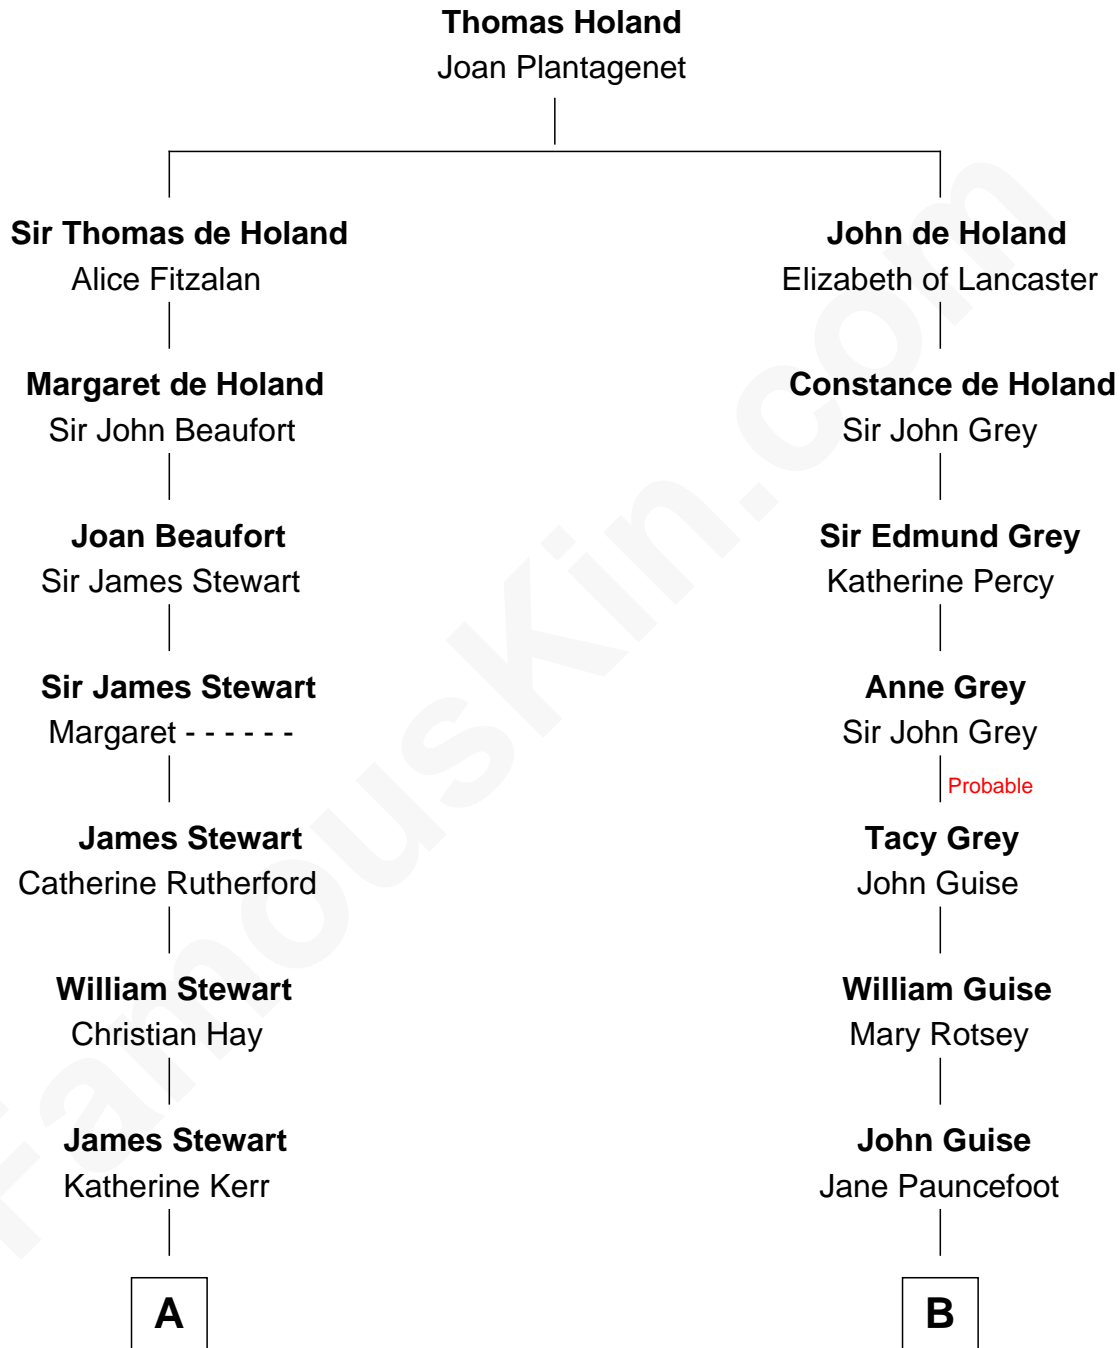 Thomas Holand
Joan Plantagenet
Sir Thomas de Holand
Alice Fitzalan
John de Holand
Elizabeth of Lancaster
Margaret de Holand
Sir John Beaufort
Constance de Holand
Sir John Grey
Joan Beaufort
Sir James Stewart
Sir Edmund Grey
Katherine Percy
Sir James Stewart
Margaret - - - - - -
Anne Grey
Sir John Grey
Probable
James Stewart
Catherine Rutherford
Tacy Grey
John Guise
William Stewart
Christian Hay
William Guise
Mary Rotsey
James Stewart
Katherine Kerr
John Guise
Jane Pauncefoot
A
B
FamousKin.com